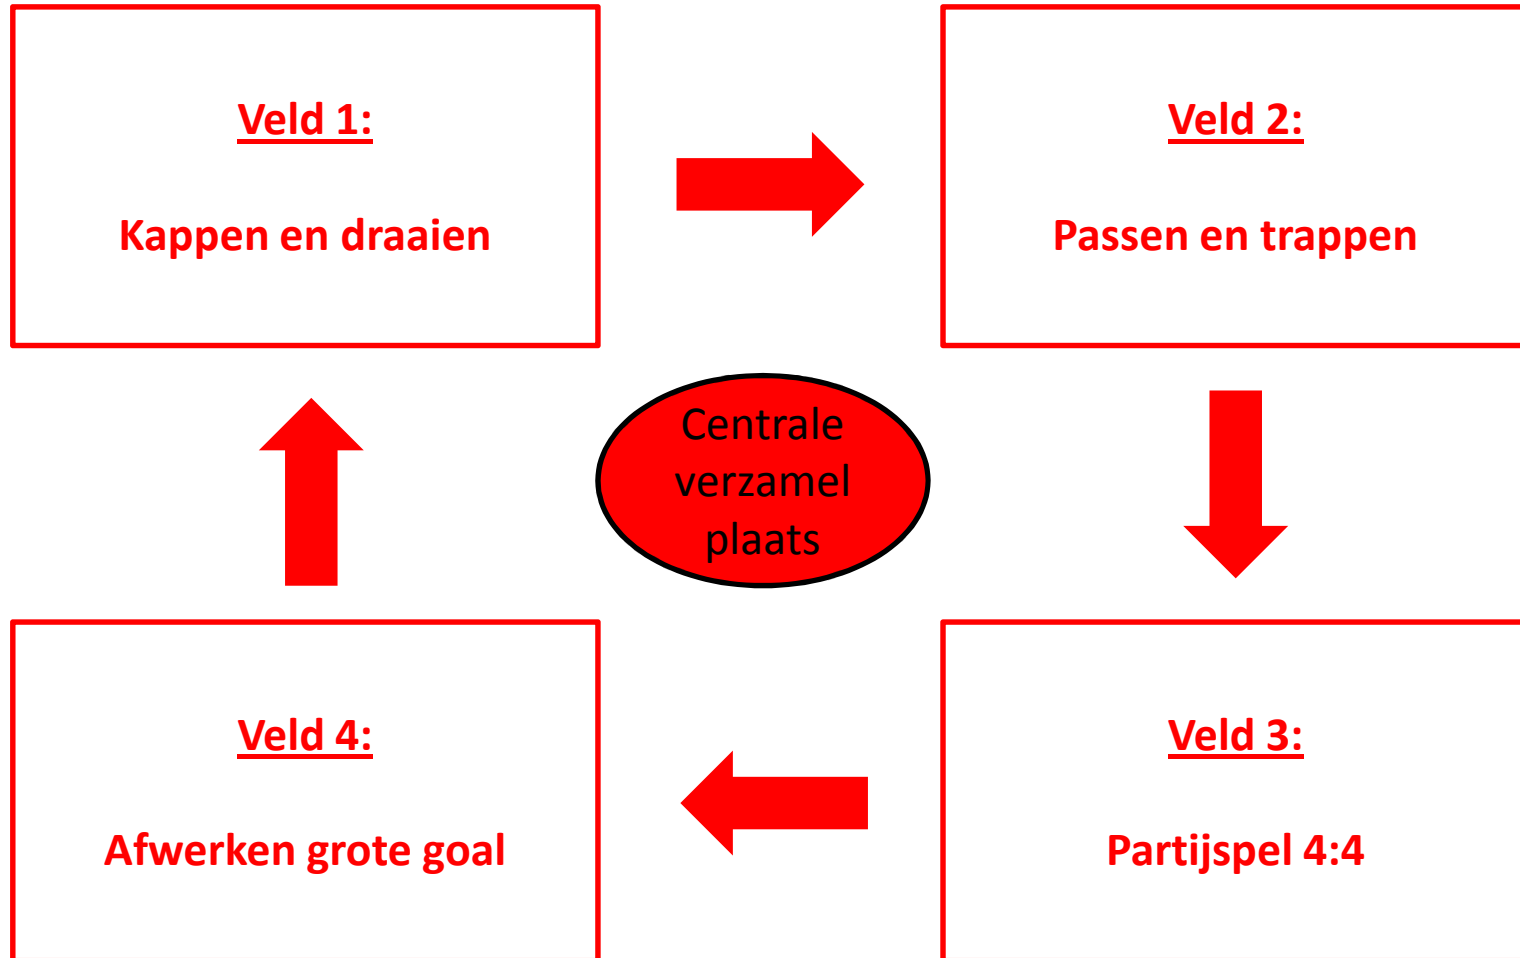 Veld 1:
Kappen en draaien
Veld 2:
Passen en trappen
Centrale
verzamel
plaats
Veld 4:
Afwerken grote goal
Veld 3:
Partijspel 4:4